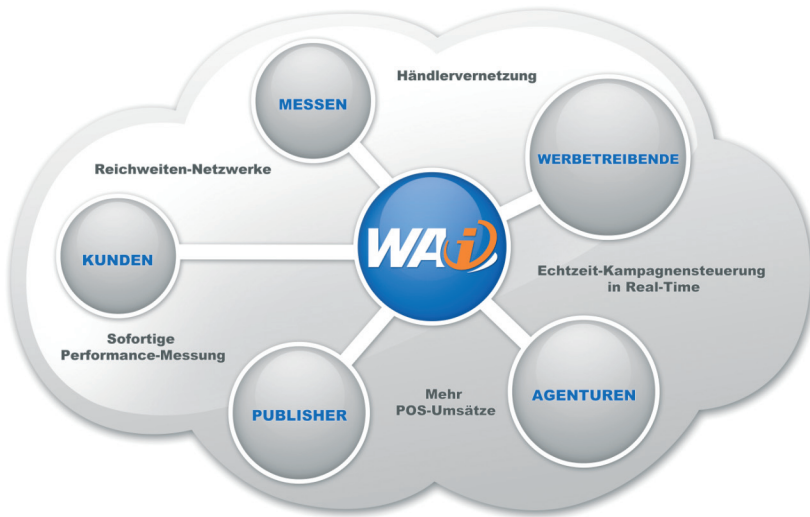 Händlervernetzung
MESSEN
WERBETREIBENDE
Reichweiten-Netzwerke
WAi
KUNDEN
Echtzeit-Kampagnensteuerung
in Real-Time
Sofortige
Performance-Messung
Mehr
POS-Umsätze
AGENTUREN
PUBLISHER